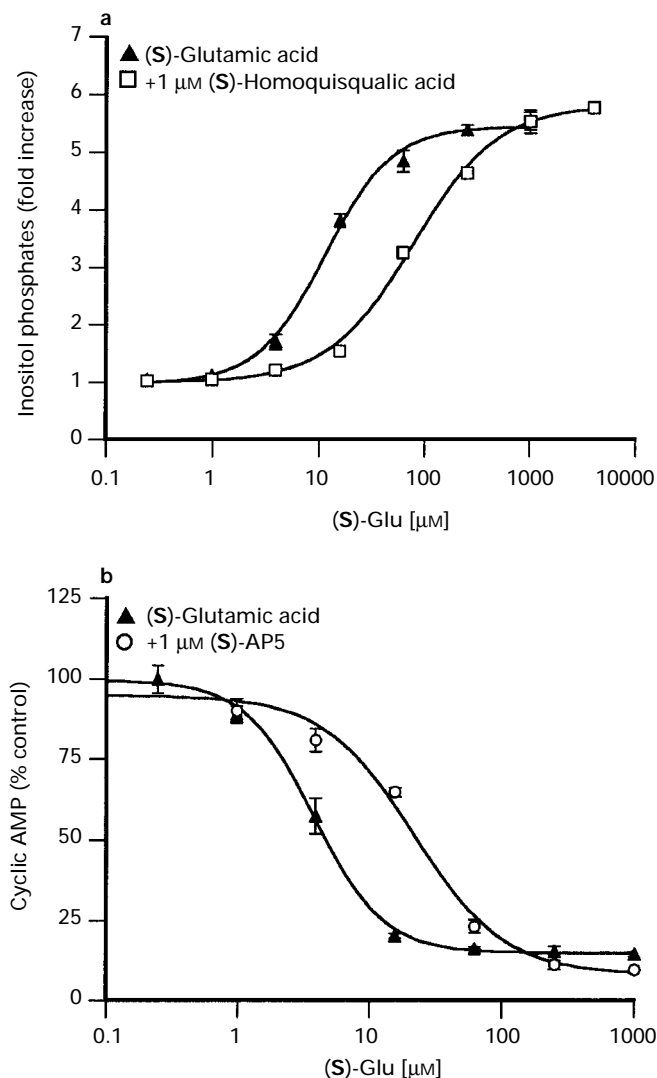 a
(S)-Glutamic acid
+1 μM (S)-Homoquisqualic acid
Inositol phosphates (fold increase)
7
6
5
4
3
2
1
0
0.1 1 10 100 1000 10000
(S)-Glu [μM]
b
(S)-Glutamic acid
+1 μM (S)-AP5
Cyclic AMP (% control)
125
100
75
50
25
0
0.1 1 10 100 1000
(S)-Glu [μM]